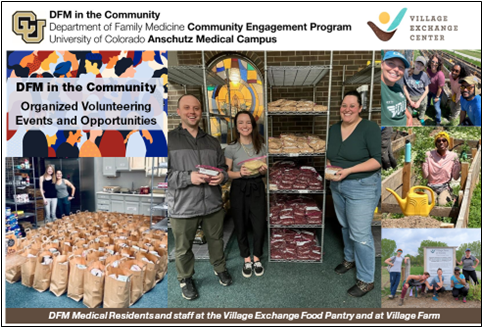 DFM in the Community
Department of Family Medicine Community Engagement Program
University of Colorado Anschutz Medical Campus
CU
VILLAGE
EXCHANGE
CENTER
DFM in the Community
Organized Volunteering
Events and Opportunities
DFM Medical Residents and staff at the Village Exchange Food Pantry and at Village Farm